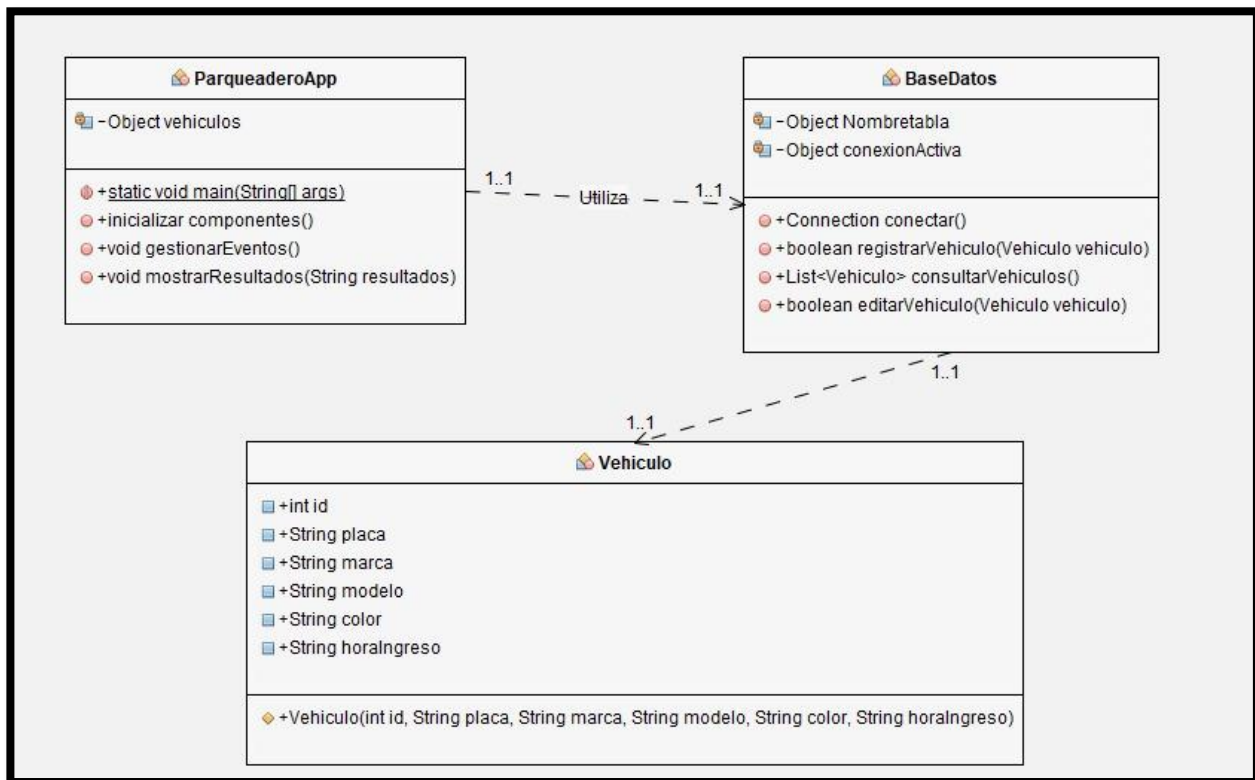 ParqueaderoApp
-Object vehiculos
+static void main(String[] args)
+inicializar componentes()
+void gestionarEventos()
+void mostrarResultados(String resultados)
1..1
Utiliza
1..1
BaseDatos
-Object Nombretabla
-Object conexionActiva
+Connection conectar()
+boolean registrarVehiculo(Vehiculo vehiculo)
+List<Vehiculo> consultarVehiculos()
+boolean editarVehiculo(Vehiculo vehiculo)
1..1
1..1
Vehiculo
+int id
+String placa
+String marca
+String modelo
+String color
+String horaIngreso
+Vehiculo(int id, String placa, String marca, String modelo, String color, String horaIngreso)